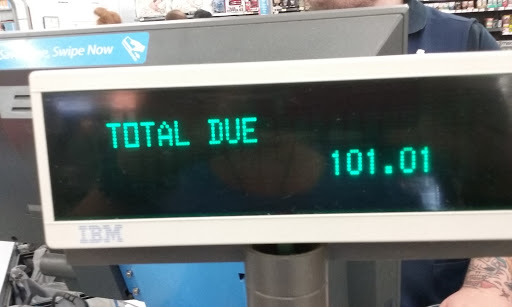 Swipe Now
TOTAL DUE
101.01
IBM